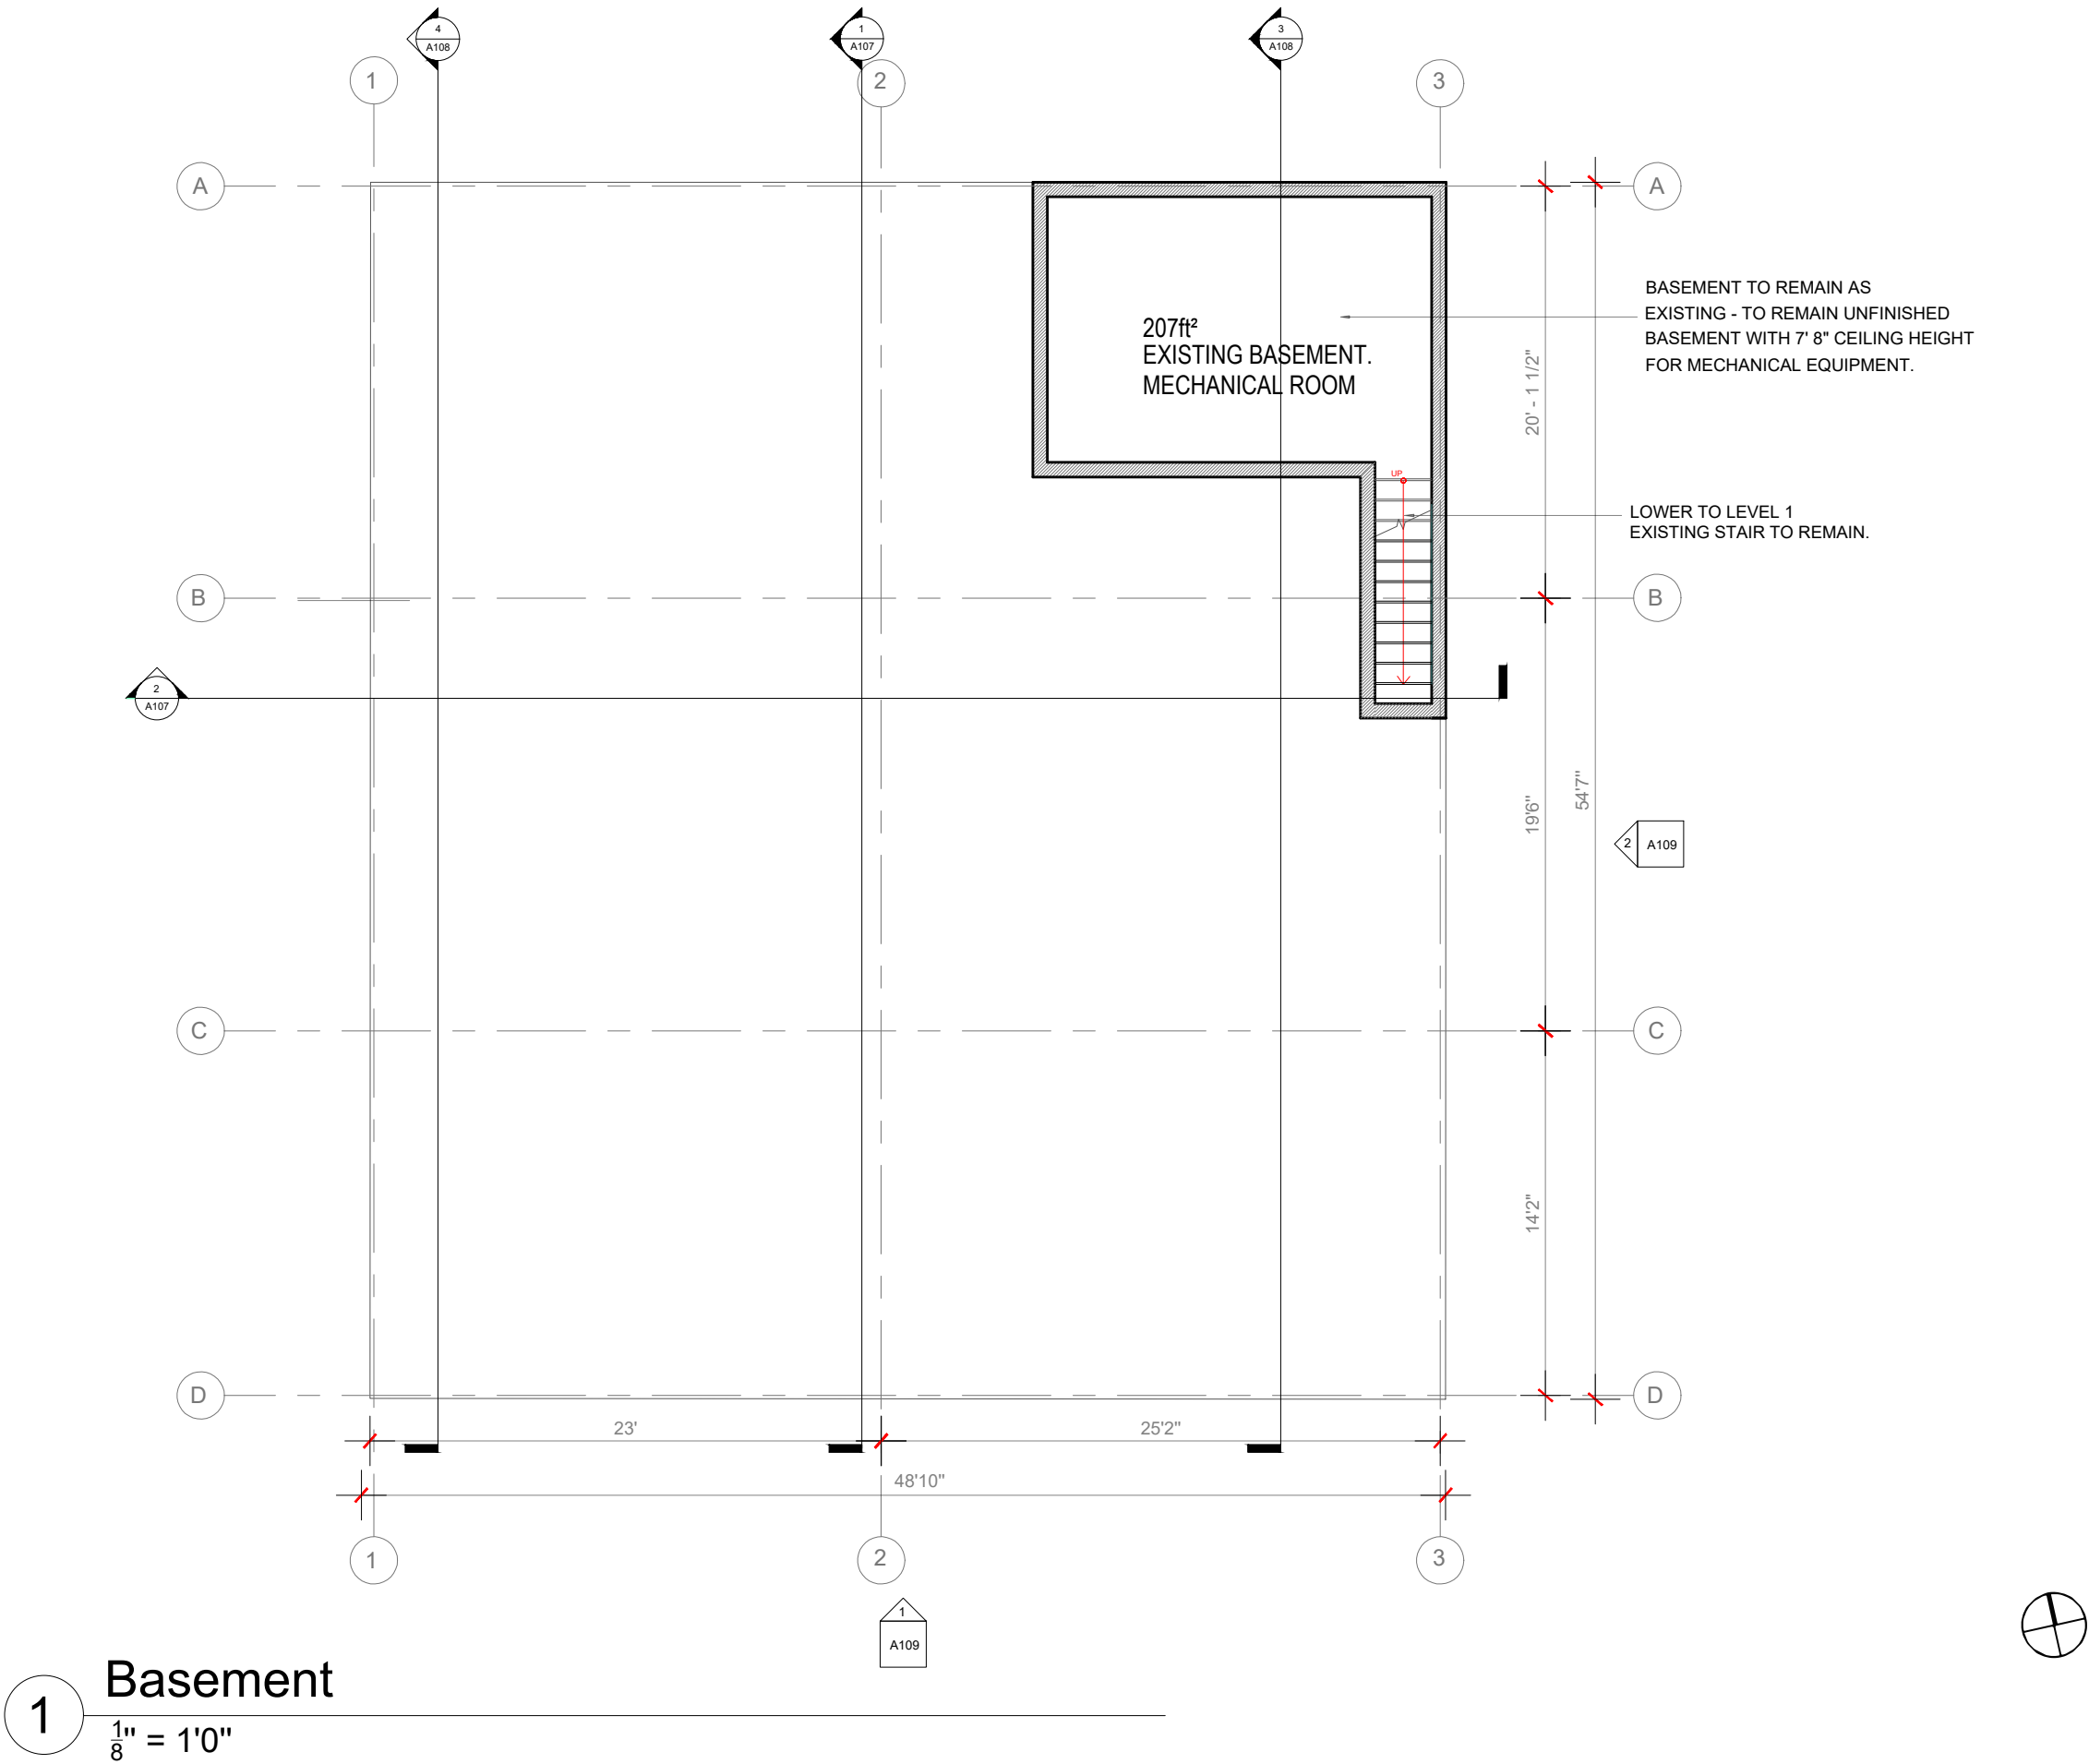 4
A108
1
A107
3
A108
1
2
3
A
A
BASEMENT TO REMAIN AS
EXISTING - TO REMAIN UNFINISHED
BASEMENT WITH 7' 8" CEILING HEIGHT
FOR MECHANICAL EQUIPMENT.
207ft²
EXISTING BASEMENT.
MECHANICAL ROOM
20' - 1 1/2"
UP
LOWER TO LEVEL 1
EXISTING STAIR TO REMAIN.
B
B
2
A107
19'6"
54'7"
2
A109
C
C
14'2"
D
D
23'
25'2"
48'10"
1
2
3
1
A109
Basement
1
1/8" = 1'0"